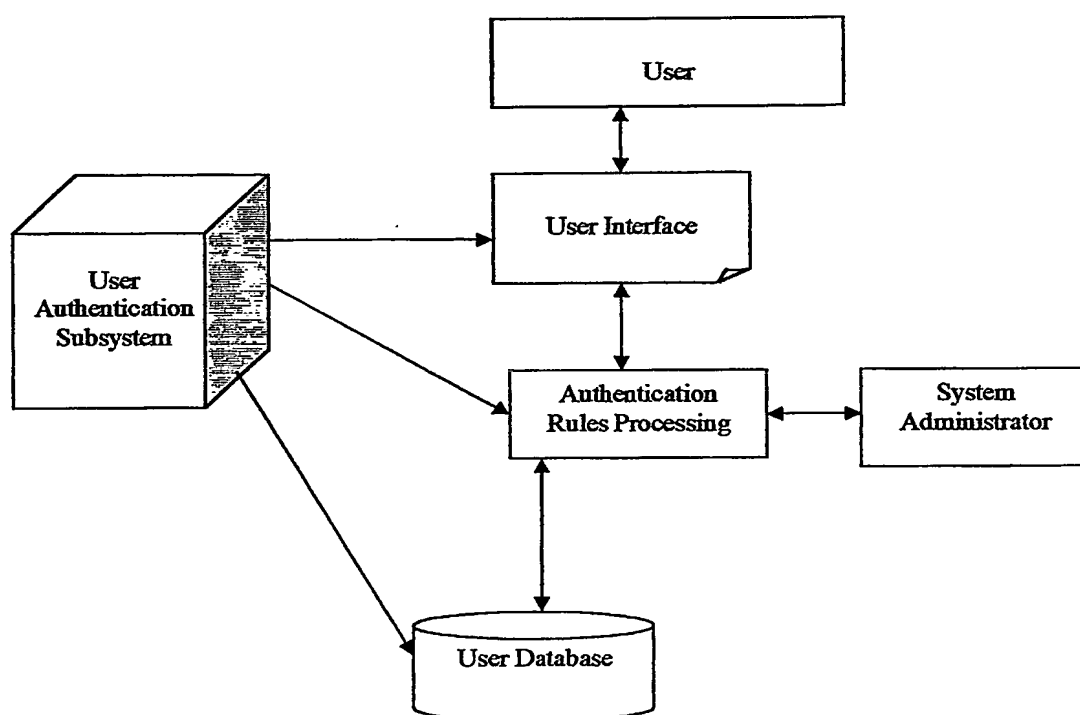 User
User Interface
User
Authentication
Subsystem
Authentication
Rules Processing
System
Administrator
User Database